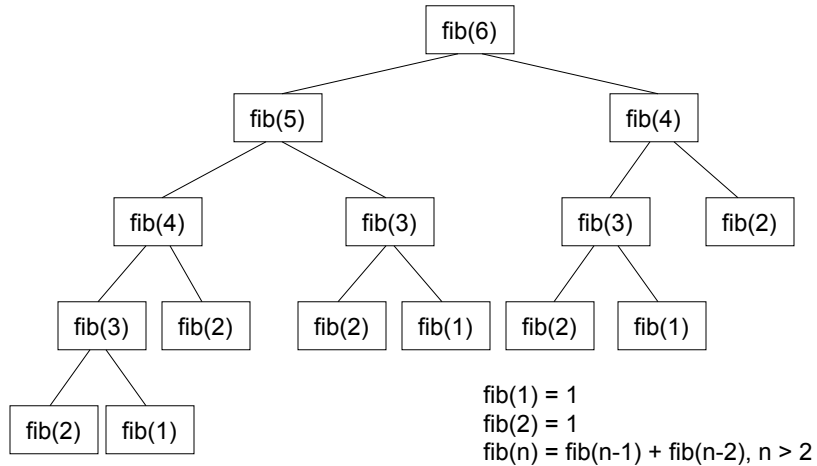 fib(6)
fib(5) fib(4)
fib(4) fib(3) fib(3) fib(2)
fib(3) fib(2) fib(2) fib(1) fib(2) fib(1)
fib(2) fib(1)
fib(1) = 1
fib(2) = 1
fib(n) = fib(n-1) + fib(n-2), n > 2